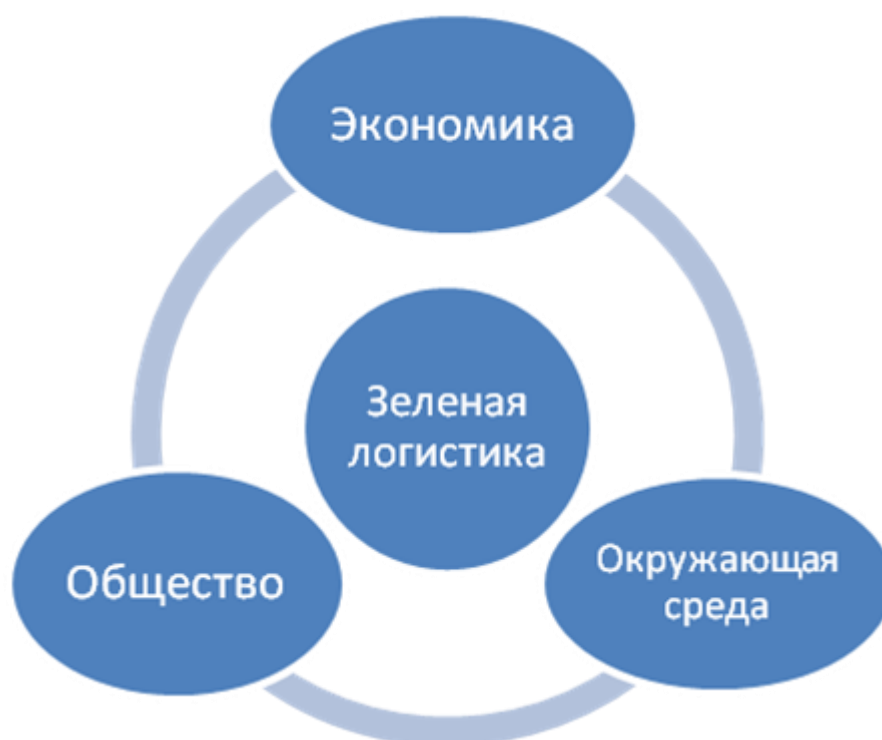 Экономика
Зеленая
логистика
Общество
Окружающая
среда